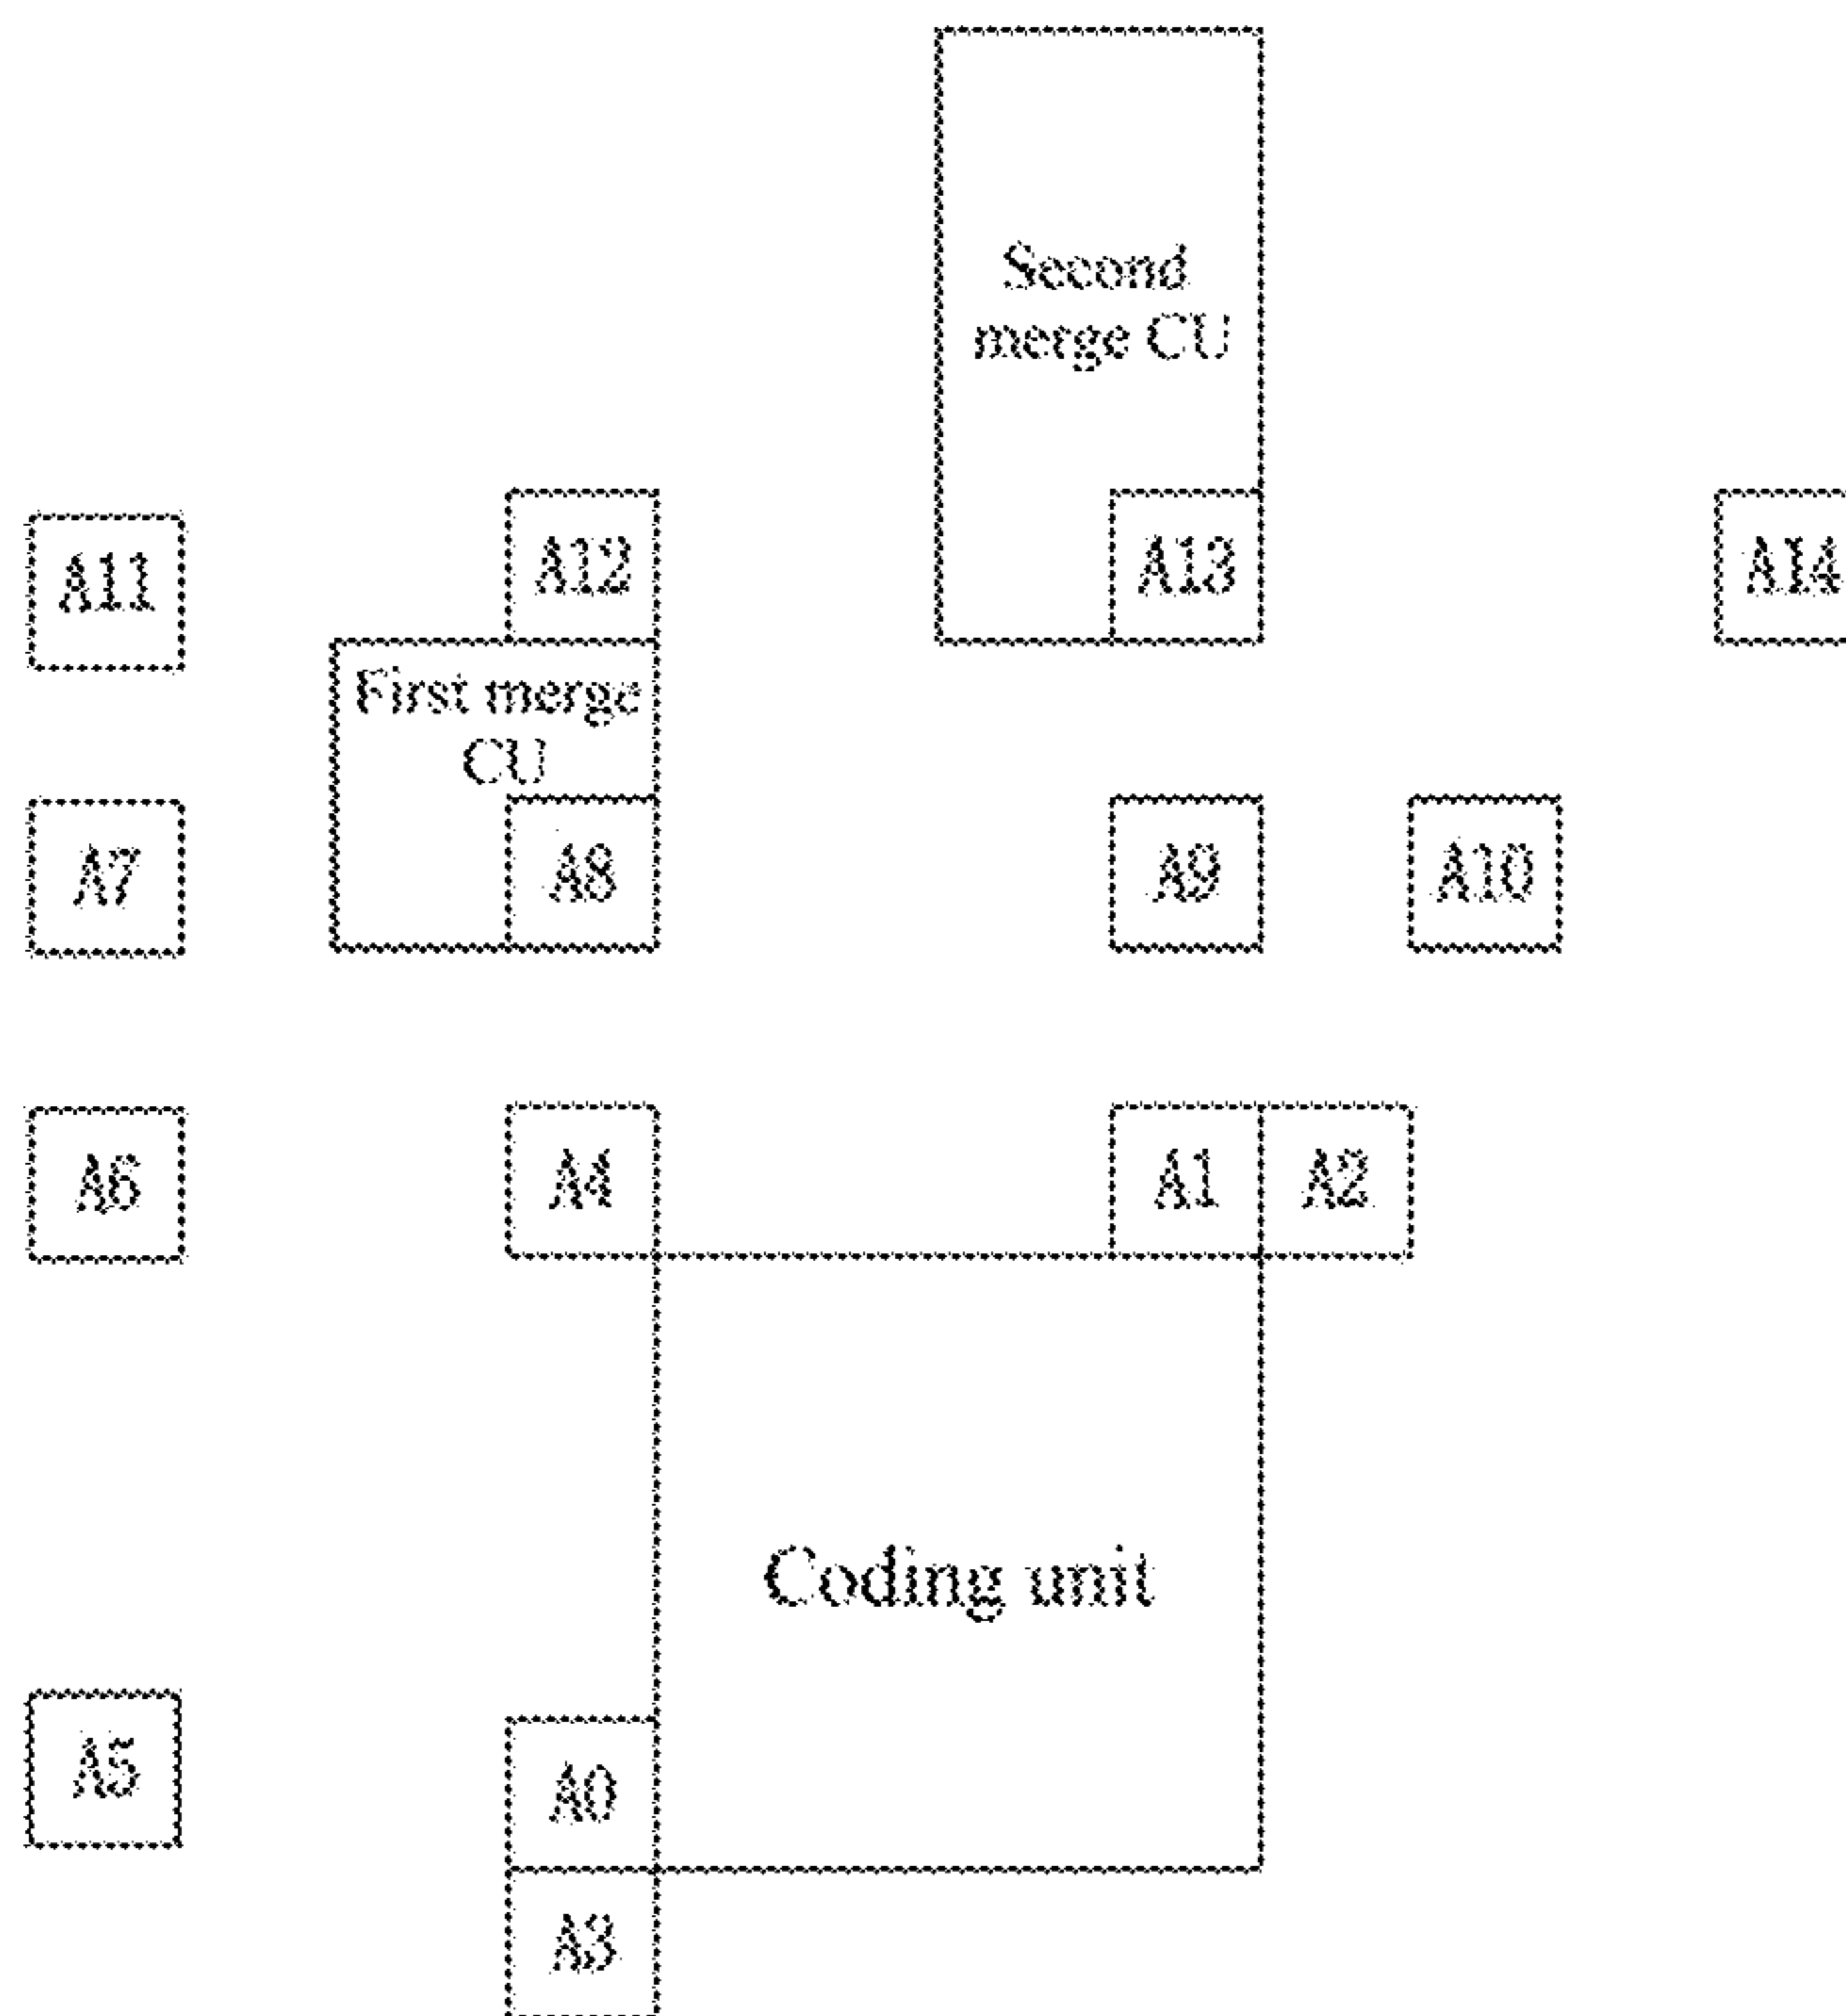 Second
merge CU
A11
A12
A13
A14
First merge
CU
A7
A8
A9
A10
A6
A4
A1
A2
Coding unit
A5
A0
A3